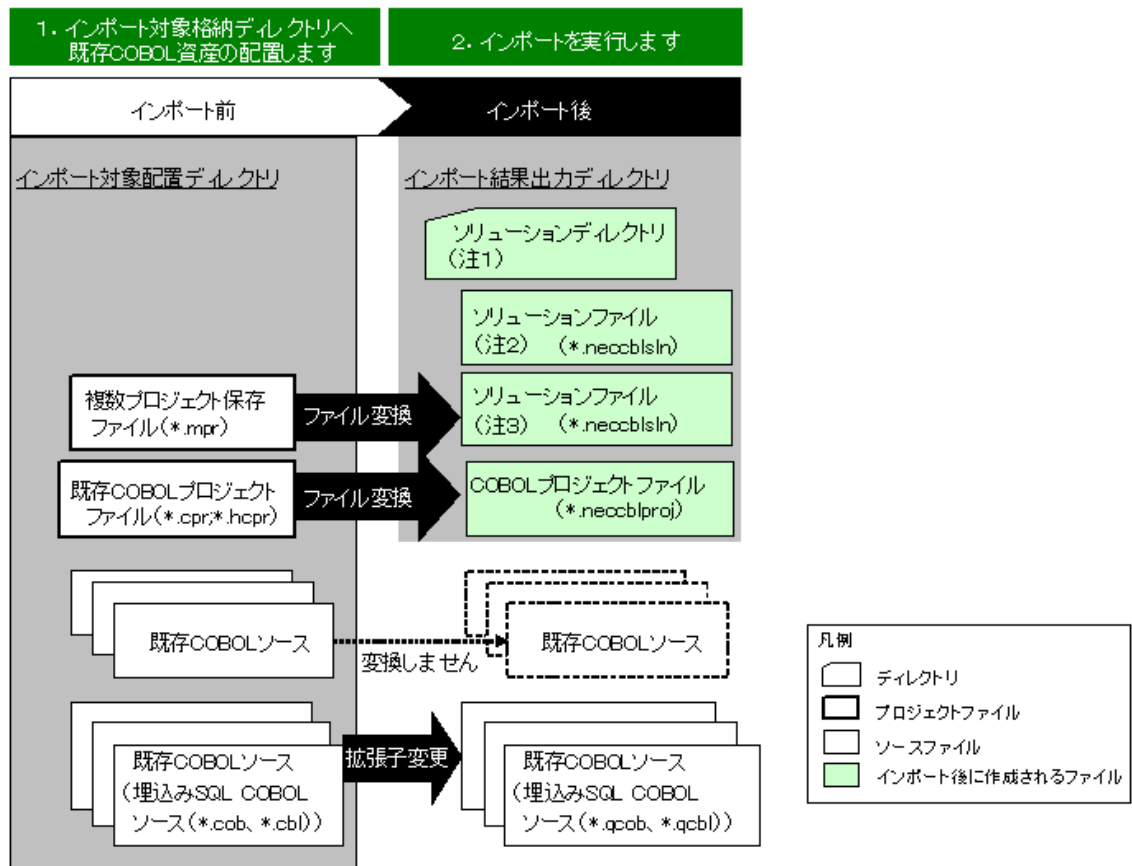 1．インポート対象格納ディレクトリへ
既存COBOL資産の配置します
2．インポートを実行します
インポート前
インポート後
インポート対象配置ディレクトリ
インポート結果出力ディレクトリ
ソリューションディレクトリ
（注1）
ソリューションファイル
（注2） （*.neccblsln）
複数プロジェクト保存
ファイル（*.mpr）
ファイル変換
ソリューションファイル
（注3） （*.neccblsln）
既存COBOLプロジェクト
ファイル（*.cpr;*.hcpr）
ファイル変換
COBOLプロジェクトファイル
（*.neccblproj）
既存COBOLソース
変換しません
既存COBOLソース
既存COBOLソース
（埋込みSQL COBOL
ソース（*.cob、*.cbl））
拡張子変更
既存COBOLソース
（埋込みSQL COBOL
ソース（*.qcob、*.qcbl））
凡例
ディレクトリ
プロジェクトファイル
ソースファイル
インポート後に作成されるファイル